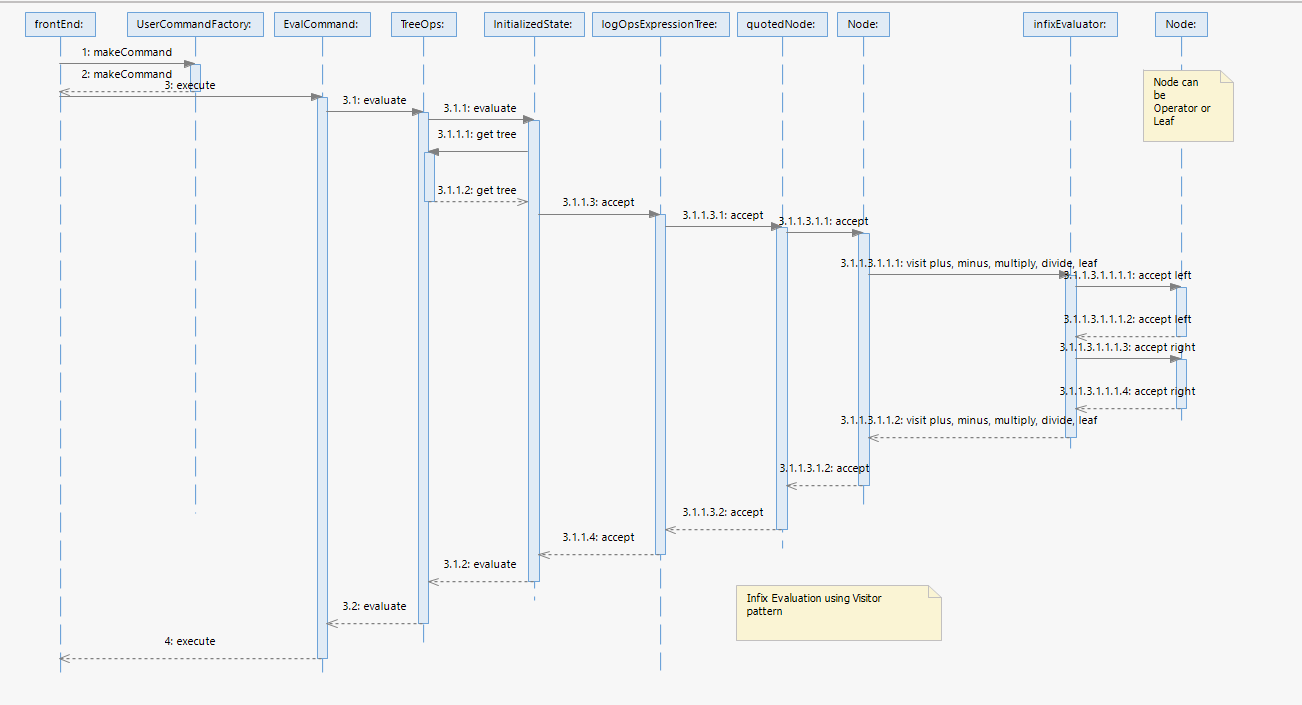 frontEnd:
UserCommandFactory:
EvalCommand:
TreeOps:
InitializedState:
logOpsExpressionTree:
quotedNode:
Node:
infixEvaluator:
Node:
1: makeCommand
2: makeCommand
3: execute
Node can
be
Operator or
Leaf
3.1: evaluate
3.1.1: evaluate
3.1.1.1: get tree
3.1.1.2: get tree
3.1.1.3: accept
3.1.1.3.1: accept
3.1.1.3.1.1: accept
3.1.1.3.1.1.1: visit plus, minus, multiply, divide, leaf
3.1.1.3.1.1.1.1: accept left
3.1.1.3.1.1.1.2: accept left
3.1.1.3.1.1.1.3: accept right
3.1.1.3.1.1.1.4: accept right
3.1.1.3.1.1.2: visit plus, minus, multiply, divide, leaf
3.1.1.3.1.2: accept
3.1.1.3.2: accept
3.1.1.4: accept
3.1.2: evaluate
3.2: evaluate
Infix Evaluation using Visitor
pattern
4: execute